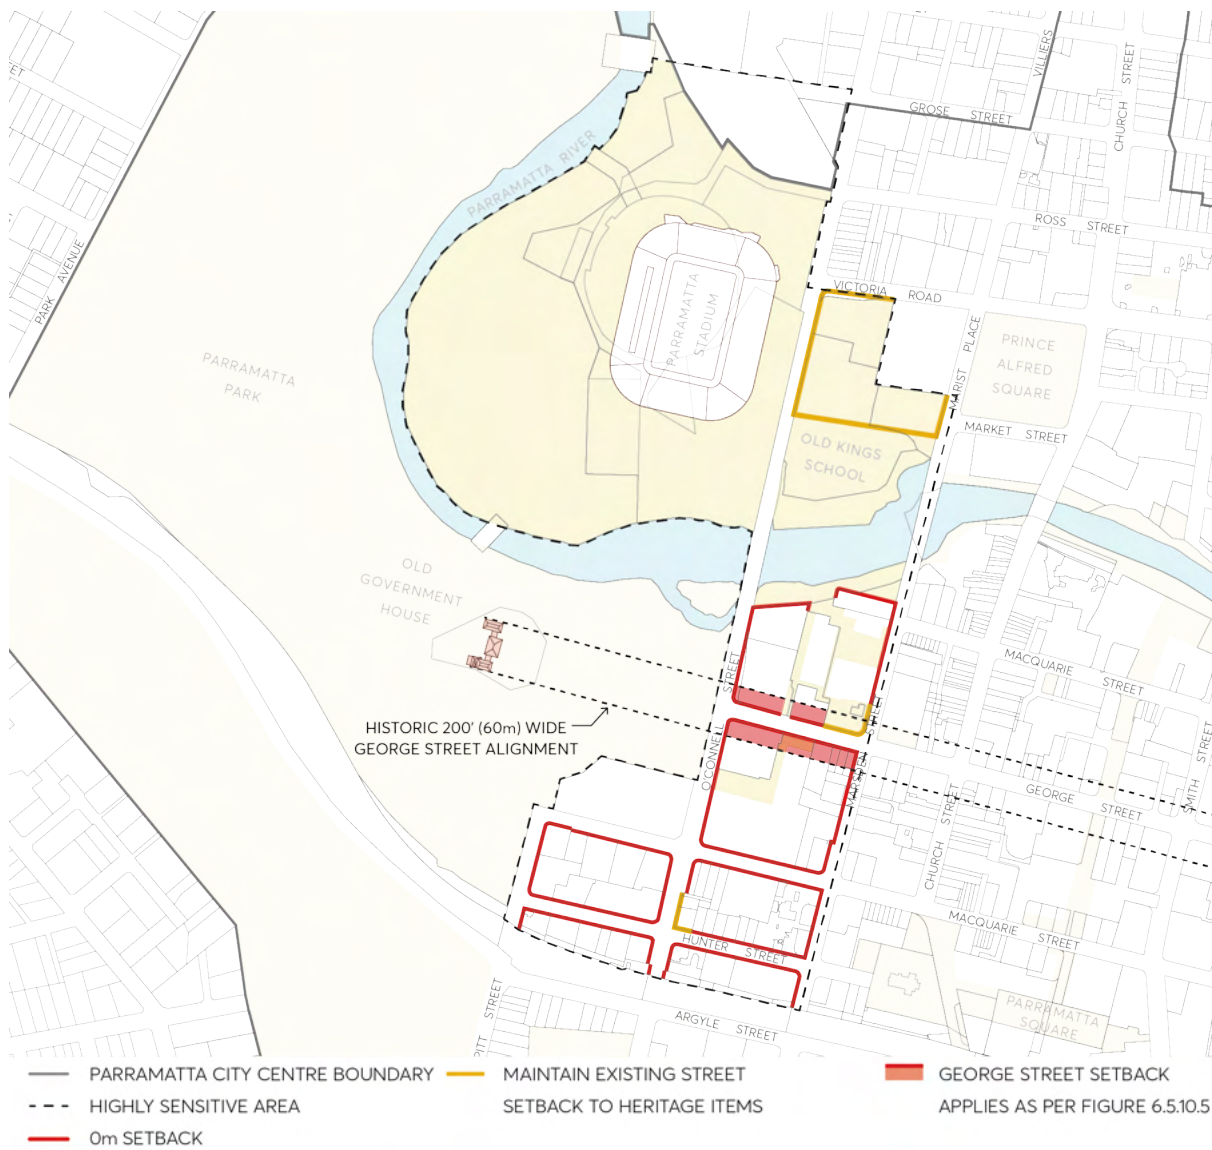 VILLIERS
STREET
CHURCH
GROSE STREET
ET
PARRAMATTA RIVER
ROSS STREET
PARK AVENUE
VICTORIA ROAD
PARRAMATTA
STADIUM
PARRAMATTA
PARK
MARIST PLACE
PRINCE
ALFRED
SQUARE
MARKET STREET
OLD KINGS
SCHOOL
OLD
GOVERNMENT
HOUSE
MACQUARIE STREET
O'CONNELL STREET
MARSDEN STREET
HISTORIC 200' (60m) WIDE
GEORGE STREET ALIGNMENT
GEORGE STREET
SMITH STREET
CHURCH STREET
MACQUARIE STREET
HUNTER STREET
PARRAMATTA
SQUARE
PITT STREET
ARGYLE STREET
PARRAMATTA CITY CENTRE BOUNDARY
HIGHLY SENSITIVE AREA
0m SETBACK
MAINTAIN EXISTING STREET
SETBACK TO HERITAGE ITEMS
GEORGE STREET SETBACK
APPLIES AS PER FIGURE 6.5.10.5